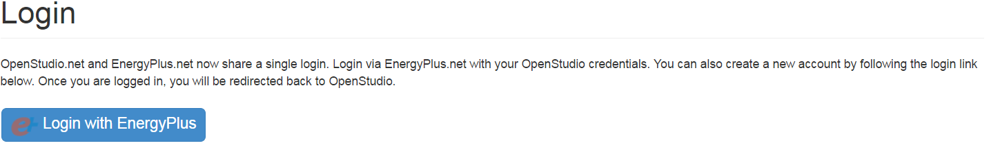 Login
OpenStudio.net and EnergyPlus.net now share a single login. Login via EnergyPlus.net with your OpenStudio credentials. You can also create a new account by following the login link
below. Once you are logged in, you will be redirected back to OpenStudio.
e+ Login with EnergyPlus